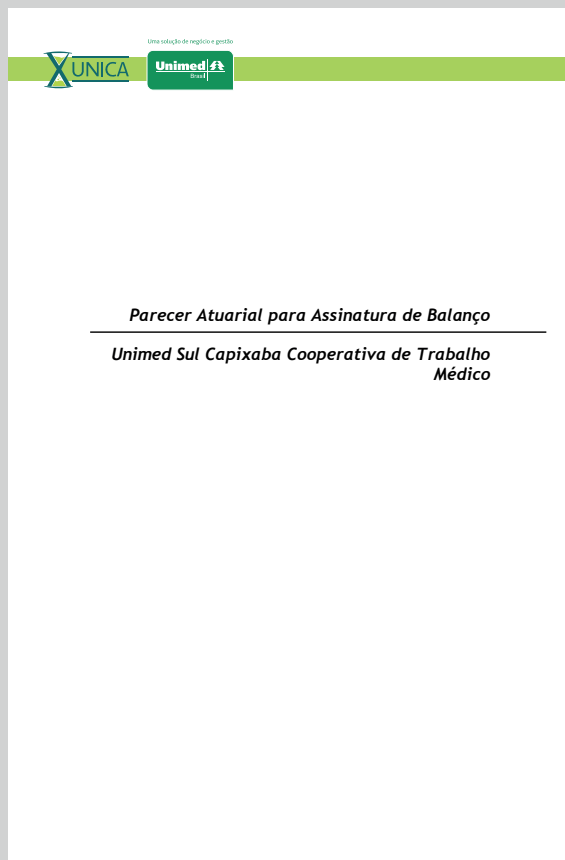 Uma solução de negócio e gestão
UNICA
Unimed
Brasil
Parecer Atuarial para Assinatura de Balanço
Unimed Sul Capixaba Cooperativa de Trabalho
Médico